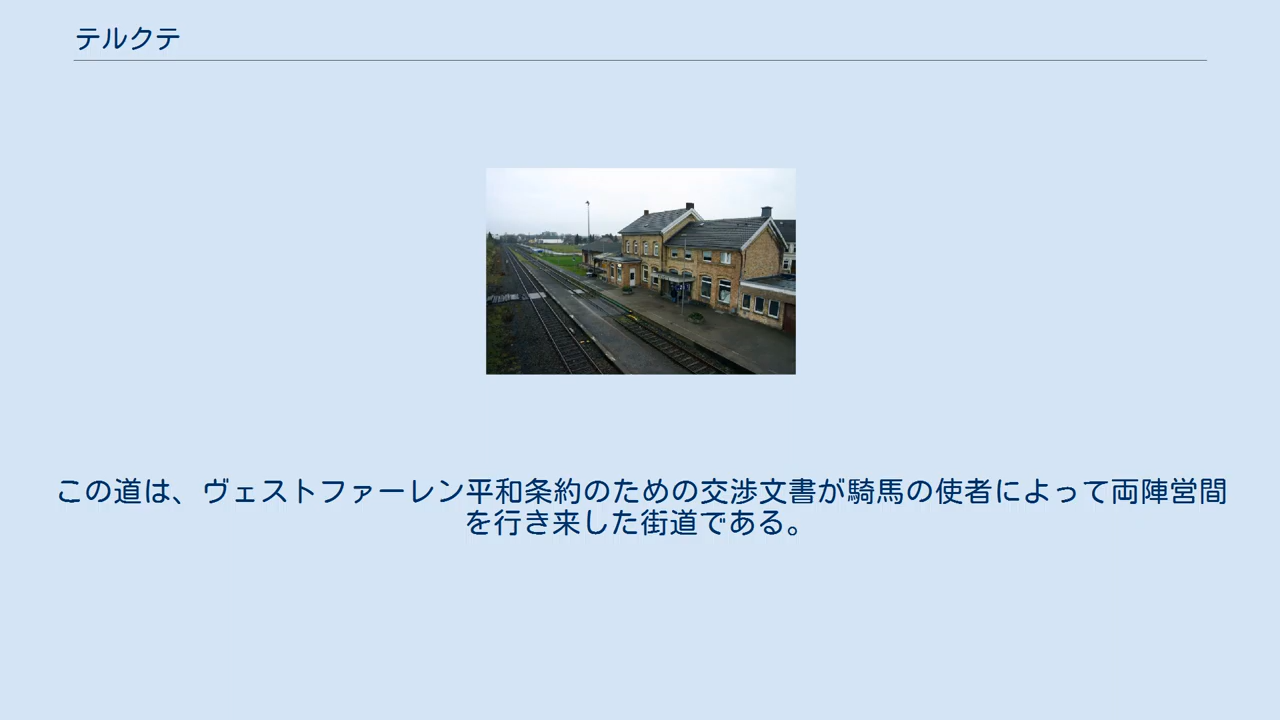 テルクテ
この道は、ヴェストファーレン平和条約のための交渉文書が騎馬の使者によって両陣営間
を行き来した街道である。